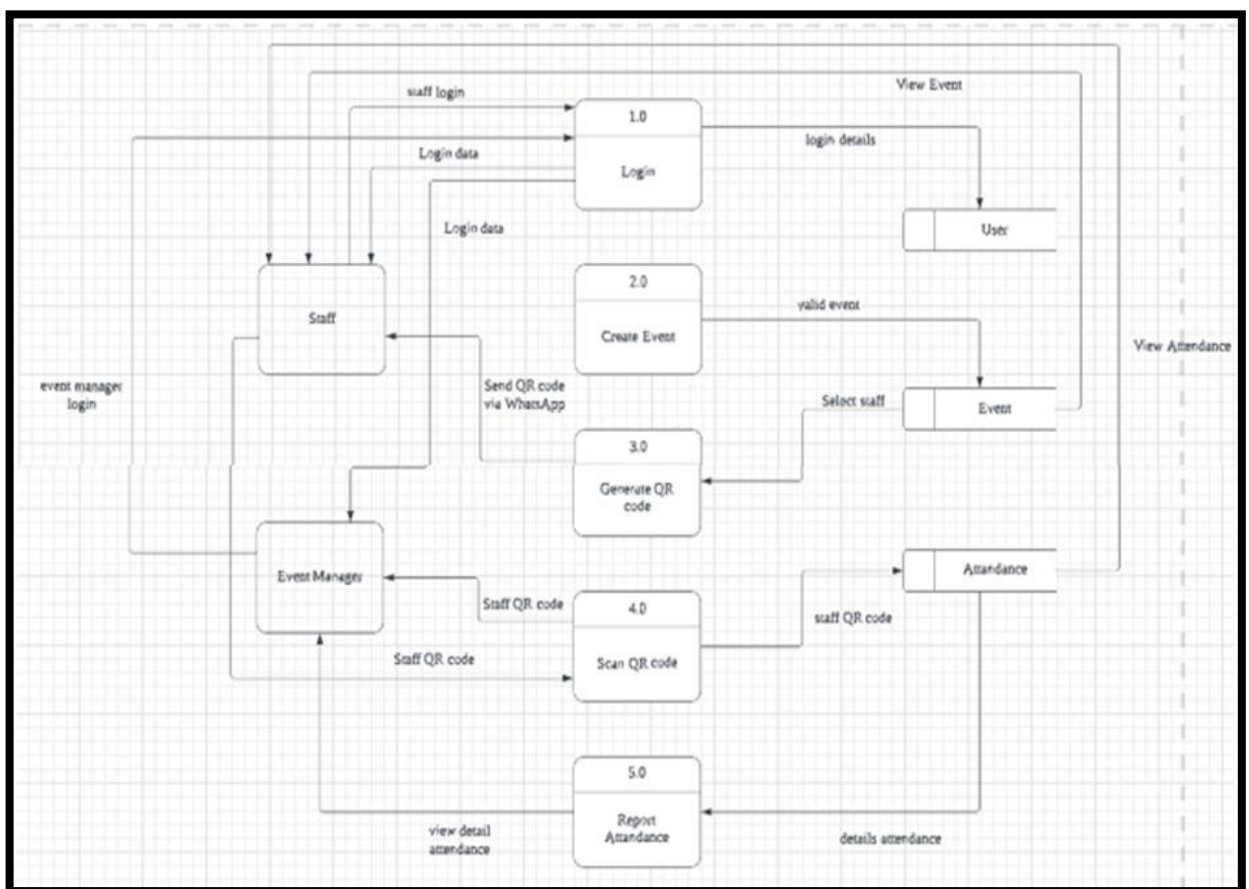 View Event
staff login
1.0
login details
Login data
Login
User
Login data
2.0
valid event
Staff
Create Event
View Attendance
event manager
login
Send QR code
via WhatsApp
Select staff
Event
3.0
Generate QR
code
Attandance
Event Manager
Staff QR code
4.0
staff QR code
Staff QR code
Scan QR code
5.0
Report
Attandance
view detail
attendance
details attendance